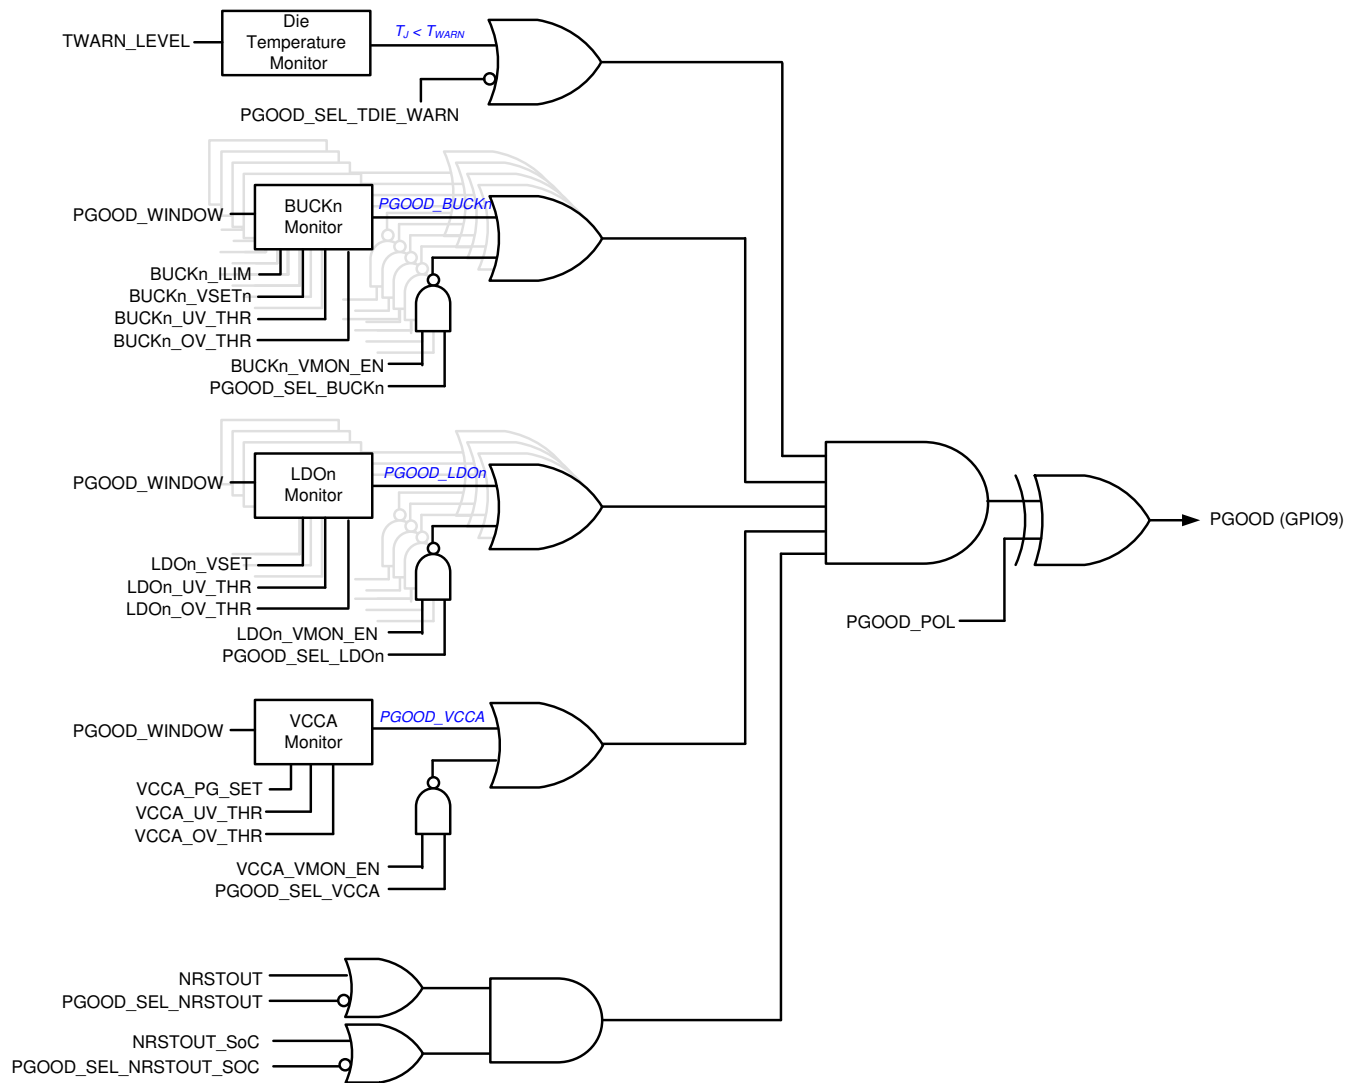 TWARN_LEVEL
Die
Temperature
Monitor
TJ < TWARN
PGOOD_SEL_TDIE_WARN
PGOOD_WINDOW
BUCKn
Monitor
PGOOD_BUCKn
BUCKn_ILIM
BUCKn_VSETn
BUCKn_UV_THR
BUCKn_OV_THR
BUCKn_VMON_EN
PGOOD_SEL_BUCKn
PGOOD_WINDOW
LDOn
Monitor
PGOOD_LDOn
LDOn_VSET
LDOn_UV_THR
LDOn_OV_THR
LDOn_VMON_EN
PGOOD_SEL_LDOn
PGOOD (GPIO9)
PGOOD_POL
PGOOD_WINDOW
VCCA
Monitor
PGOOD_VCCA
VCCA_PG_SET
VCCA_UV_THR
VCCA_OV_THR
VCCA_VMON_EN
PGOOD_SEL_VCCA
NRSTOUT
PGOOD_SEL_NRSTOUT
NRSTOUT_SoC
PGOOD_SEL_NRSTOUT_SOC